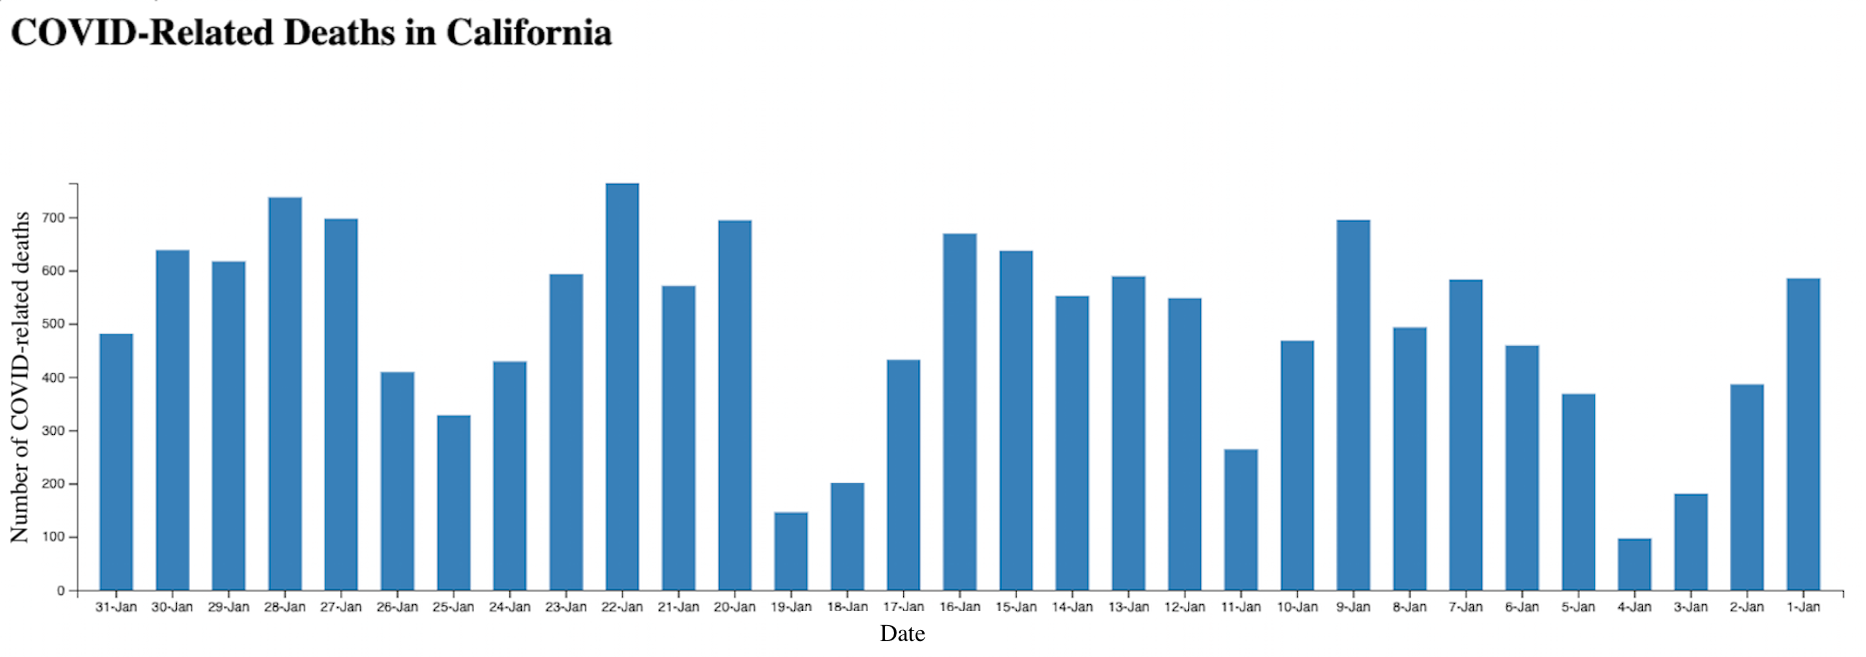 COVID-Related Deaths in California
Number of COVID-related deaths
700
600
500
400
300
200
100
0
31-Jan 30-Jan 29-Jan 28-Jan 27-Jan 26-Jan 25-Jan 24-Jan 23-Jan 22-Jan 21-Jan 20-Jan 19-Jan 18-Jan 17-Jan 16-Jan 15-Jan 14-Jan 13-Jan 12-Jan 11-Jan 10-Jan 9-Jan 8-Jan 7-Jan 6-Jan 5-Jan 4-Jan 3-Jan 2-Jan 1-Jan
Date